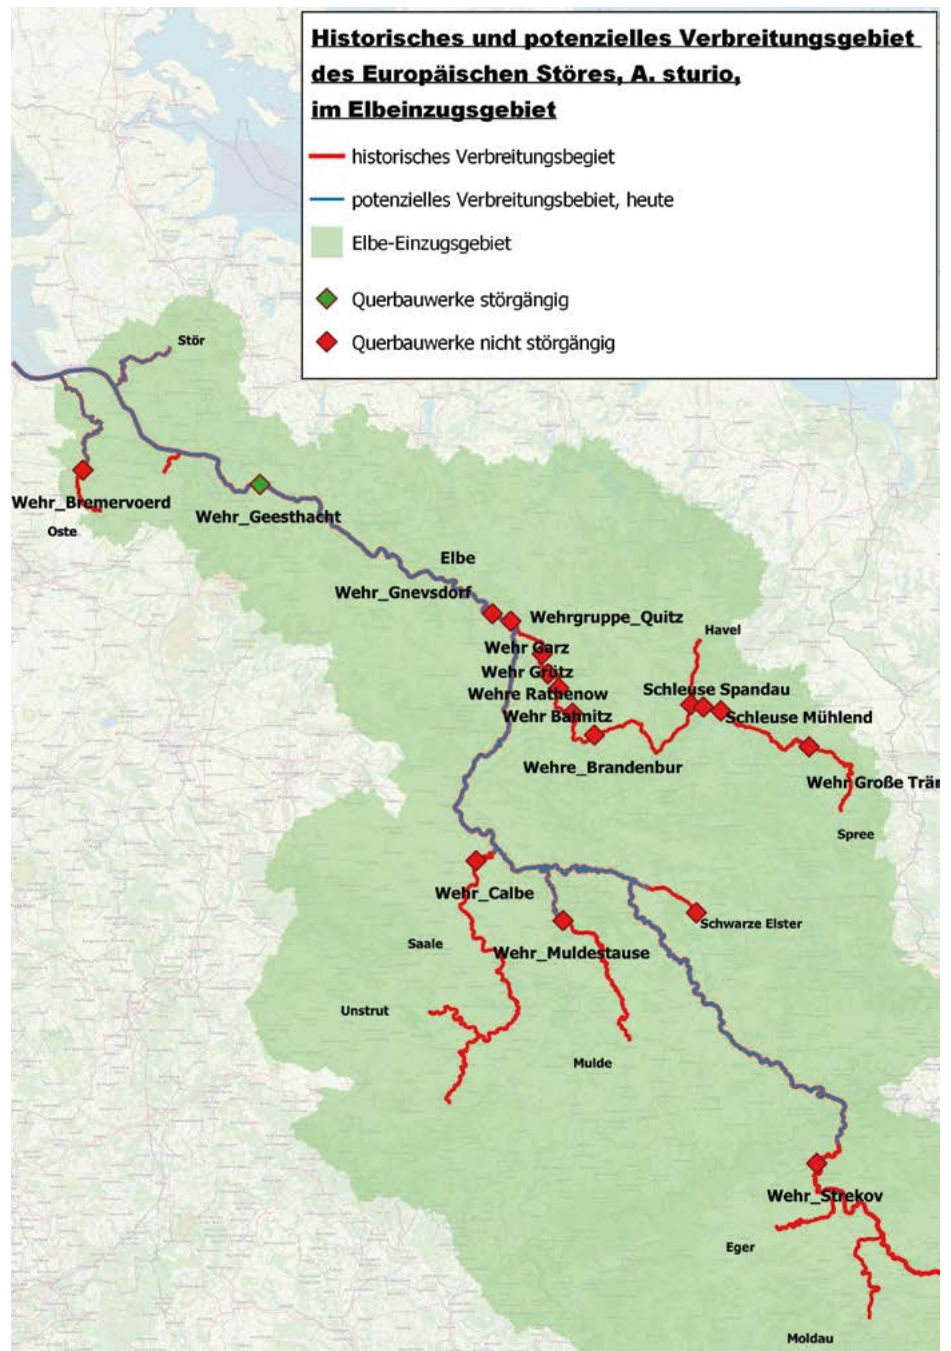 Historisches und potenzielles Verbreitungsgebiet
des Europäischen Störes, A. sturio,
im Elbeinzugsgebiet
historisches Verbreitungsbegiet
potenzielles Verbreitungsbebiet, heute
Elbe-Einzugsgebiet
Querbauwerke störgängig
Querbauwerke nicht störgängig
Stör
Wehr_Bremervoerd
Oste
Wehr_Geesthacht
Elbe
Wehr_Gnevsdorf
Wehrgruppe_Quitz
Havel
Wehr Garz
Wehr Grütz
Wehre Rathenow
Schleuse Spandau
Wehr Bahnitz
Schleuse Mühlend
Wehre_Brandenbur
Wehr Große Trän
Spree
Wehr_Calbe
Schwarze Elster
Saale
Wehr_Muldestause
Unstrut
Mulde
Wehr_Strekov
Eger
Moldau